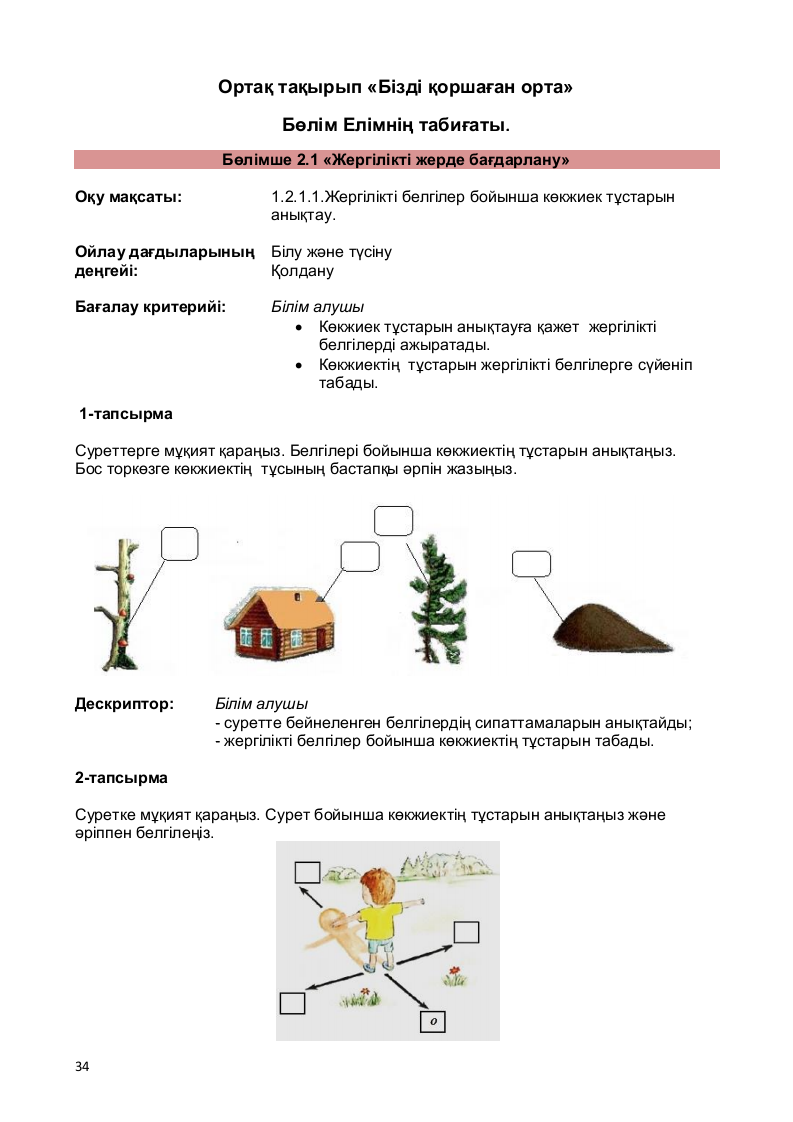 Ортақ тақырып «Бізді қоршаған орта»
Бөлім Елімнің табиғаты.
Бөлімше 2.1 «Жергілікті жерде бағдарлану»
Оқу мақсаты: 1.2.1.1.Жергілікті белгілер бойынша көкжиек тұстарын
анықтау.
Ойлау дағдыларының Білу және түсіну
деңгейі: Қолдану
Бағалау критерийі: Білім алушы
• Көкжиек тұстарын анықтауға қажет жергілікті
белгілерді ажыратады.
• Көкжиектің тұстарын жергілікті белгілерге сүйеніп
табады.
1-тапсырма
Суреттерге мұқият қараңыз. Белгілері бойынша көкжиектің тұстарын анықтаңыз.
Бос торкөзге көкжиектің тұсының бастапқы әрпін жазыңыз.
Дескриптор: Білім алушы
- суретте бейнеленген белгілердің сипаттамаларын анықтайды;
- жергілікті белгілер бойынша көкжиектің тұстарын табады.
2-тапсырма
Суретке мұқият қараңыз. Сурет бойынша көкжиектің тұстарын анықтаңыз және
әріппен белгілеңіз.
о
34